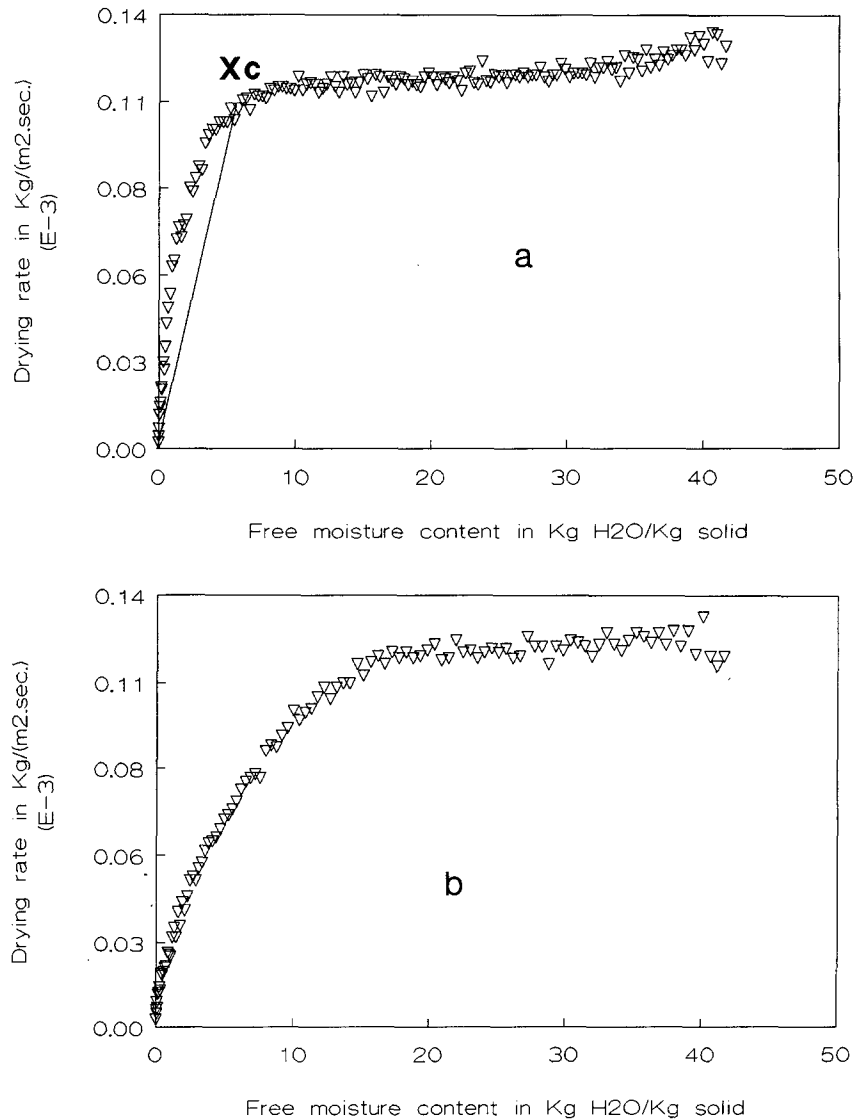 0.14
Xc
0.11
0.08
0.06
0.03
0.00
Drying rate in Kg/(m2.sec.)
(E-3)
a
0 10 20 30 40 50
Free moisture content in Kg H2O/Kg solid
0.14
0.11
0.08
0.06
0.03
0.00
Drying rate in Kg/(m2.sec.)
(E-3)
b
0 10 20 30 40 50
Free moisture content in Kg H2O/Kg solid